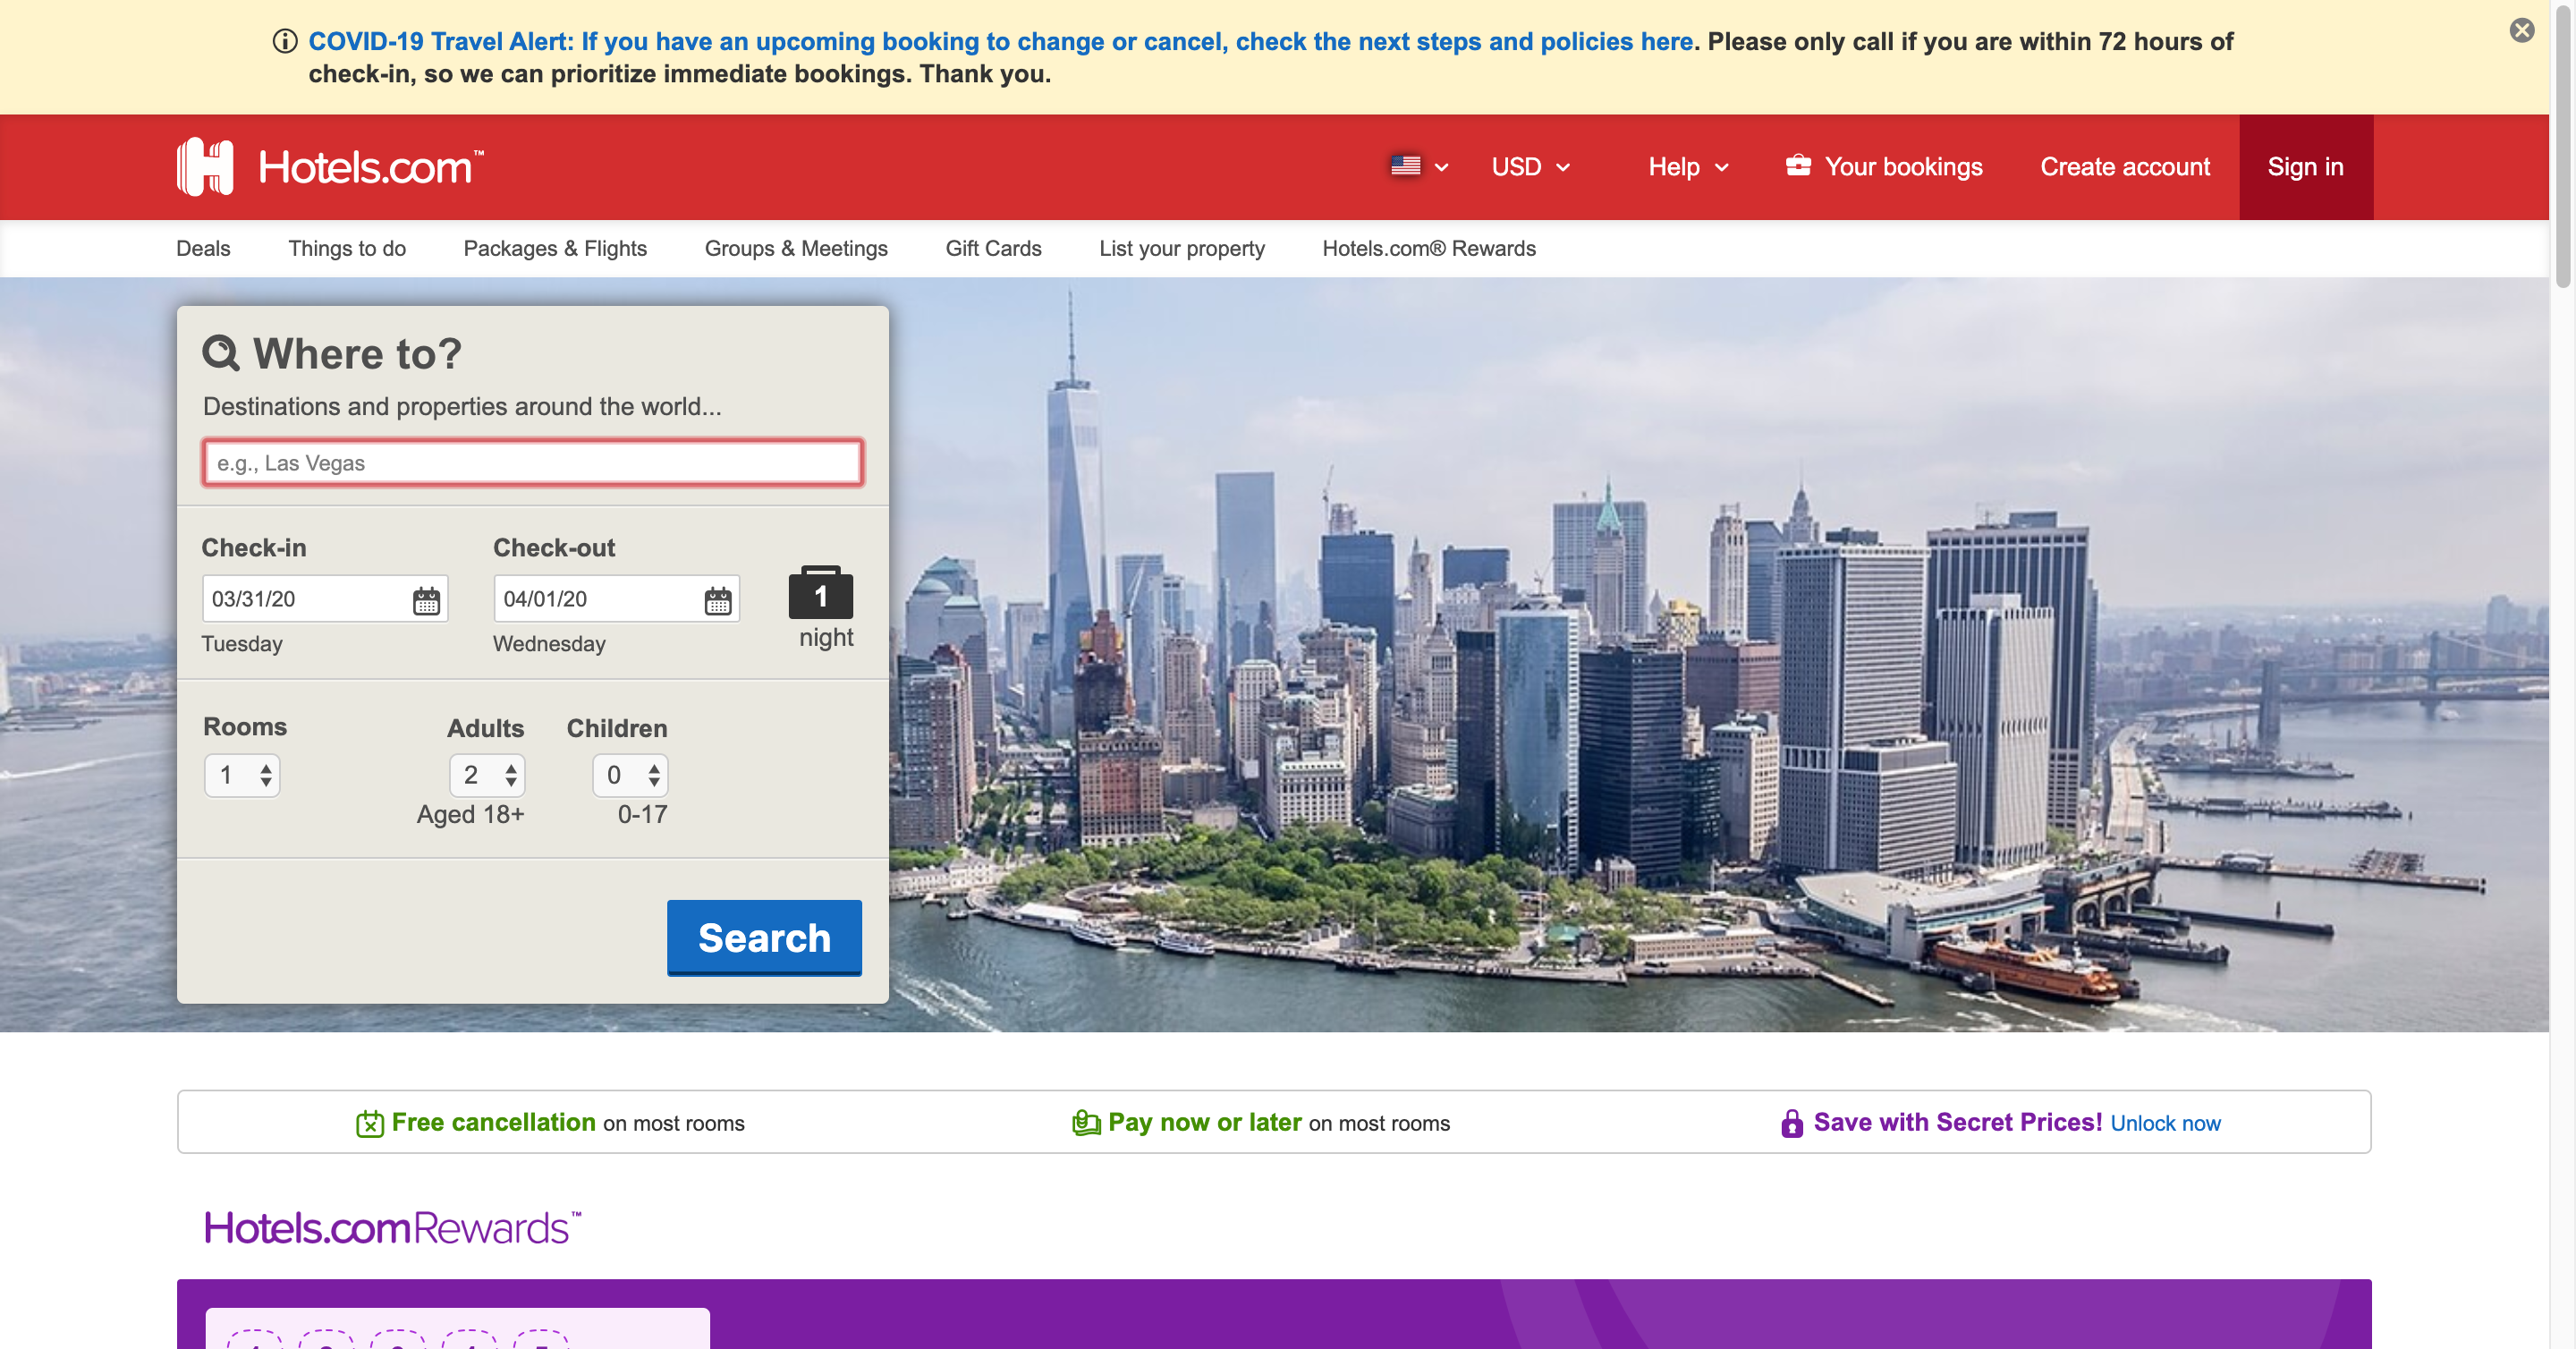 COVID-19 Travel Alert: If you have an upcoming booking to change or cancel, check the next steps and policies here. Please only call if you are within 72 hours of
check-in, so we can prioritize immediate bookings. Thank you.
Hotels.com™
USD
Help
Your bookings
Create account
Sign in
Deals
Things to do
Packages & Flights
Groups & Meetings
Gift Cards
List your property
Hotels.com® Rewards
Where to?
Destinations and properties around the world...
e.g., Las Vegas
Check-in
Check-out
03/31/20
04/01/20
1
Tuesday
Wednesday
night
Rooms
Adults
Children
1
2
0
Aged 18+
0-17
Search
Free cancellation on most rooms
Pay now or later on most rooms
Save with Secret Prices! Unlock now
Hotels.com Rewards™